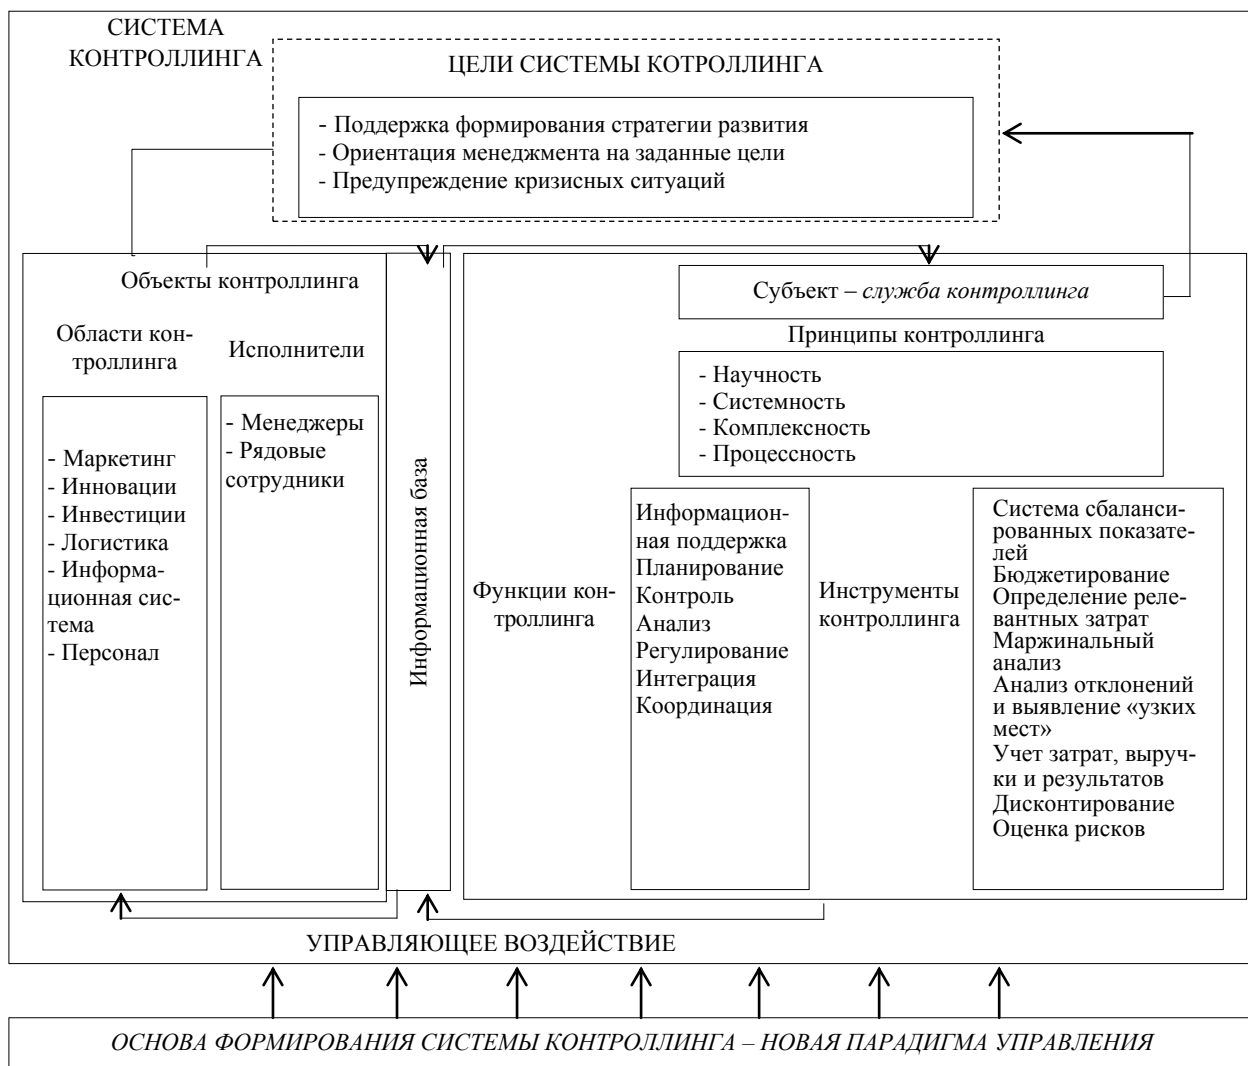 СИСТЕМА
КОНТРОЛЛИНГА
ЦЕЛИ СИСТЕМЫ КОТРОЛЛИНГА
- Поддержка формирования стратегии развития
- Ориентация менеджмента на заданные цели
- Предупреждение кризисных ситуаций
Объекты контроллинга
Области кон-
троллинга
Исполнители
- Маркетинг
- Инновации
- Инвестиции
- Логистика
- Информа-
ционная сис-
тема
- Персонал
- Менеджеры
- Рядовые
сотрудники
Информационная база
Субъект – служба контроллинга
Принципы контроллинга
- Научность
- Системность
- Комплексность
- Процессность
Функции кон-
троллинга
Информацион-
ная поддержка
Планирование
Контроль
Анализ
Регулирование
Интеграция
Координация
Инструменты
контроллинга
Система сбаланси-
рованных показате-
лей
Бюджетирование
Определение реле-
вантных затрат
Маржинальный
анализ
Анализ отклонений
и выявление «узких
мест»
Учет затрат, выруч-
ки и результатов
Дисконтирование
Оценка рисков
УПРАВЛЯЮЩЕЕ ВОЗДЕЙСТВИЕ
ОСНОВА ФОРМИРОВАНИЯ СИСТЕМЫ КОНТРОЛЛИНГА – НОВАЯ ПАРАДИГМА УПРАВЛЕНИЯ